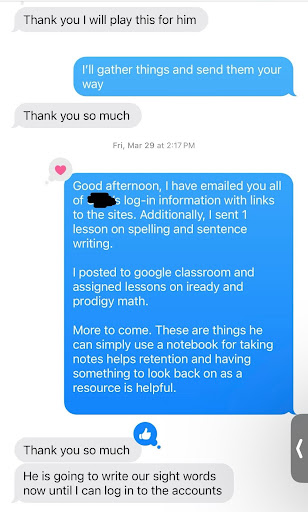 Thank you I will play this for him
I'll gather things and send them your
way
Thank you so much
Fri, Mar 29 at 2:17 PM
Good afternoon, I have emailed you all
of 's log-in information with links
to the sites. Additionally, I sent 1
lesson on spelling and sentence
writing.
I posted to google classroom and
assigned lessons on iready and
prodigy math.
More to come. These are things he
can simply use a notebook for taking
notes helps retention and having
something to look back on as a
resource is helpful.
Thank you so much
He is going to write our sight words
now until I can log in to the accounts